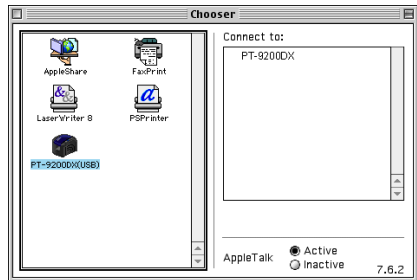 Chooser
AppleShare
FaxPrint
LaserWriter 8
PSPrinter
PT-9200DX(USB)
Connect to:
PT-9200DX
AppleTalk
Active
Inactive
7.6.2